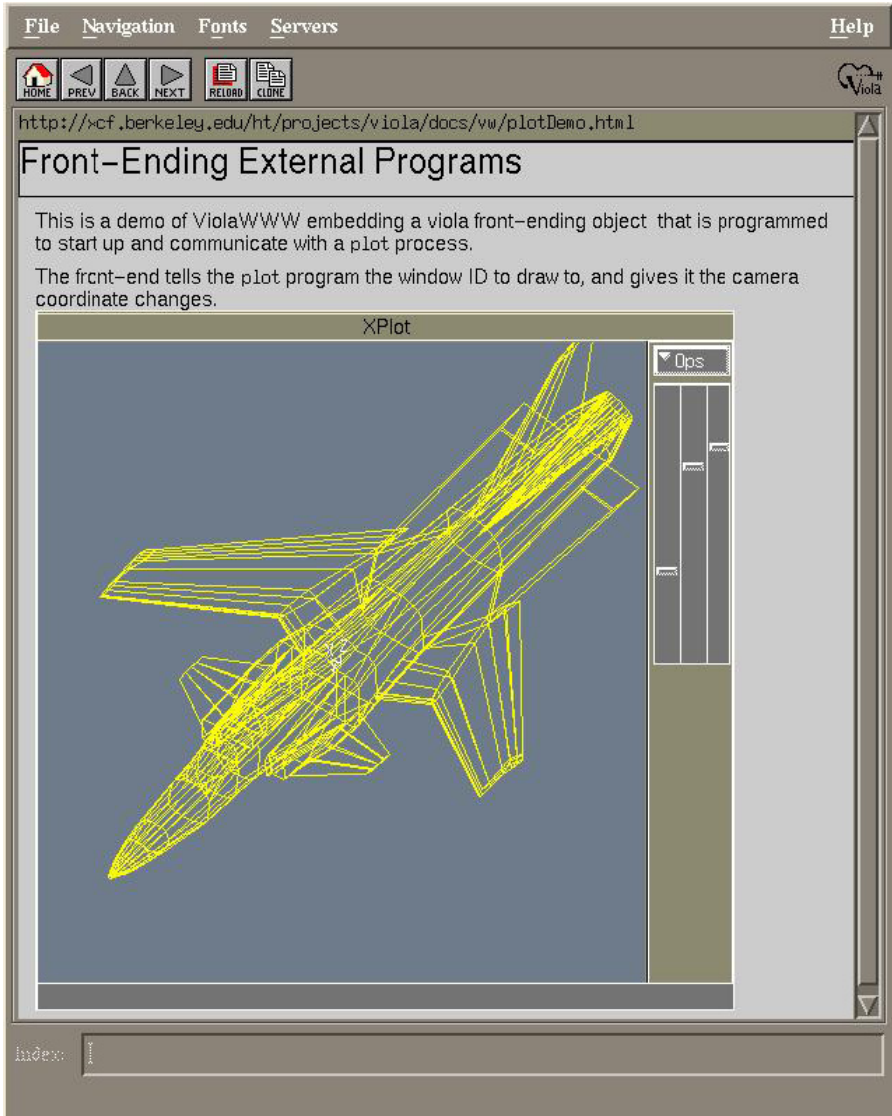 File Navigation Fonts Servers Help
HOME PREV BACK NEXT RELOAD CLONE Viola
http://xcf.berkeley.edu/ht/projects/viola/docs/vw/plotDemo.html
Front-Ending External Programs
This is a demo of ViolaWWW embedding a viola front-ending object that is programmed
to start up and communicate with a plot process.
The front-end tells the plot program the window ID to draw to, and gives it the camera
coordinate changes.
XPlot
Ops
Index: